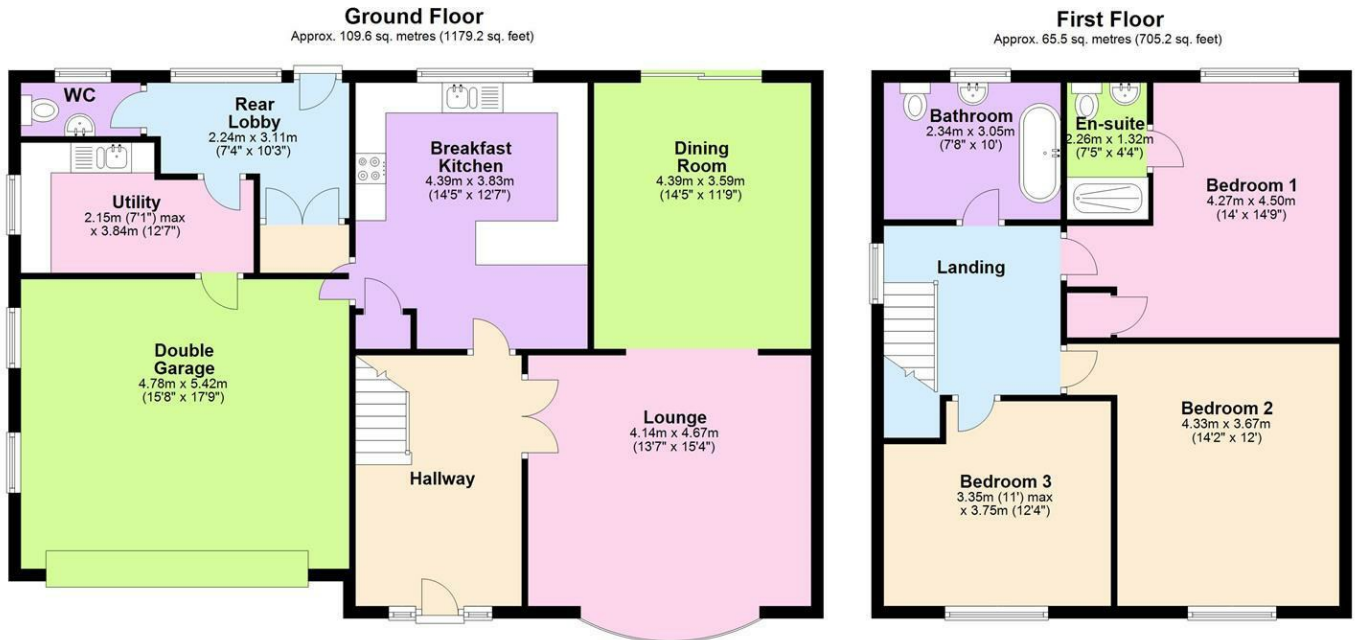 Ground Floor
Approx. 109.6 sq. metres (1179.2 sq. feet)
WC
Rear
Lobby
2.24m x 3.11m
(7'4" x 10'3")
Utility
2.15m (7'1") max
x 3.84m (12'7")
Breakfast
Kitchen
4.39m x 3.83m
(14'5" x 12'7")
Dining
Room
4.39m x 3.59m
(14'5" x 11'9")
Double
Garage
4.78m x 5.42m
(15'8" x 17'9")
Hallway
Lounge
4.14m x 4.67m
(13'7" x 15'4")
First Floor
Approx. 65.5 sq. metres (705.2 sq. feet)
Bathroom
2.34m x 3.05m
(7'8" x 10')
En-suite
2.26m x 1.32m
(7'5" x 4'4")
Bedroom 1
4.27m x 4.50m
(14' x 14'9")
Landing
Bedroom 2
4.33m x 3.67m
(14'2" x 12')
Bedroom 3
3.35m (11') max
x 3.75m (12'4")